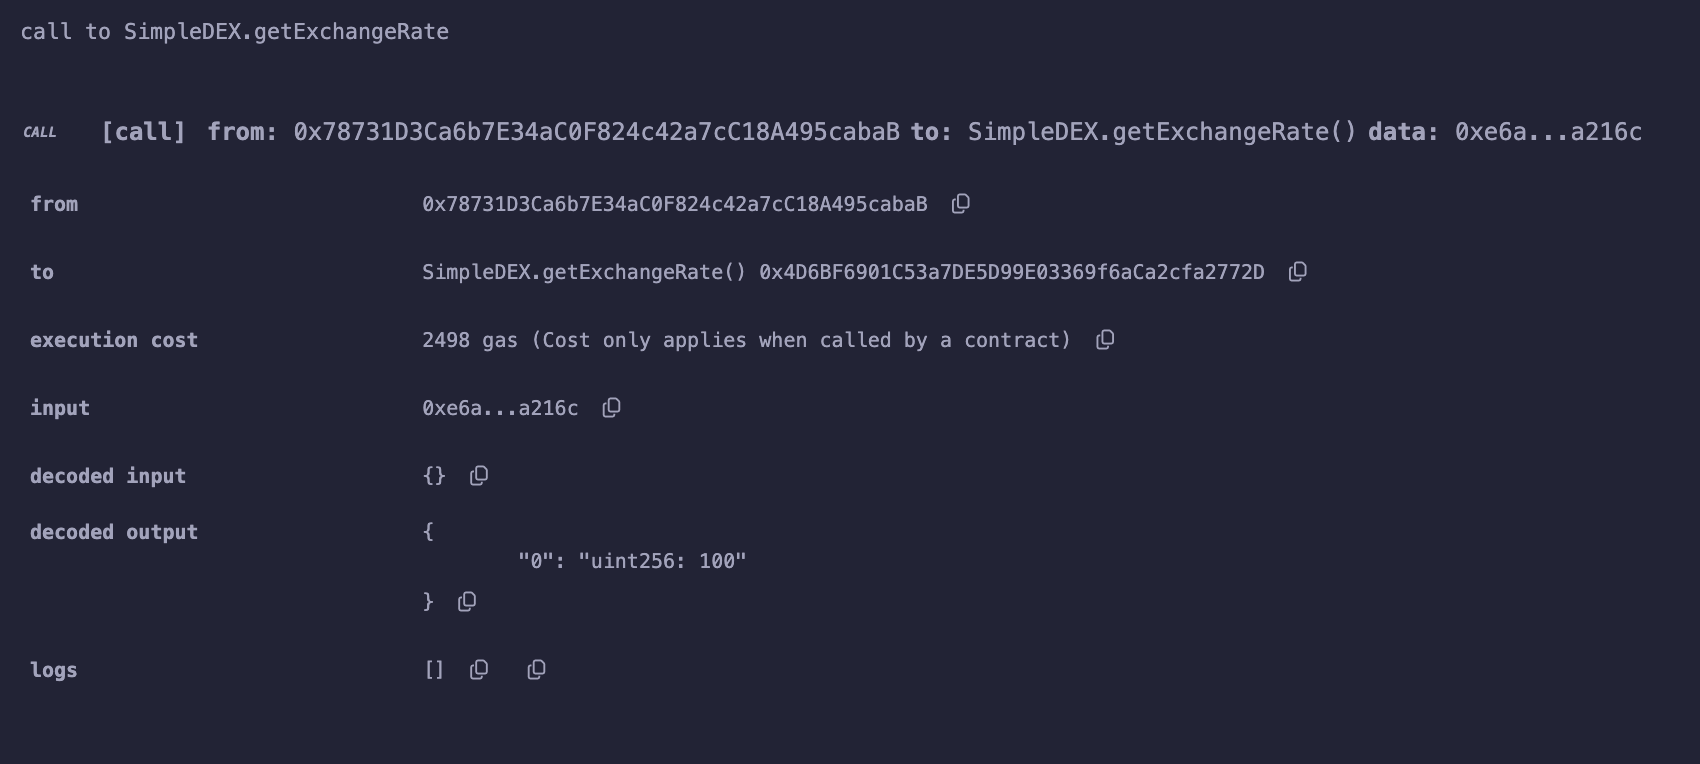 call to SimpleDEX.getExchangeRate
CALL [call] from: 0x78731D3Ca6b7E34aC0F824c42a7cC18A495cabaB to: SimpleDEX.getExchangeRate() data: 0xe6a...a216c
from 0x78731D3Ca6b7E34aC0F824c42a7cC18A495cabaB
to SimpleDEX.getExchangeRate() 0x4D6BF6901C53a7DE5D99E03369f6aCa2cfa2772D
execution cost 2498 gas (Cost only applies when called by a contract)
input 0xe6a...a216c
decoded input {}
decoded output {
"0": "uint256: 100"
}
logs []